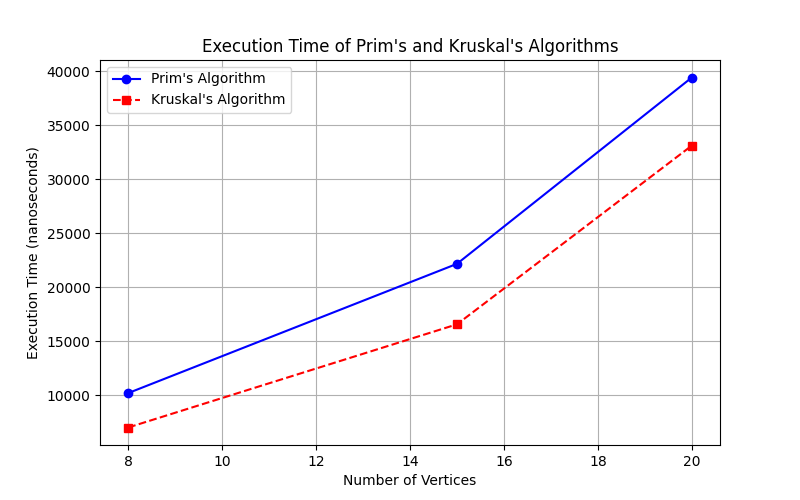 Execution Time of Prim's and Kruskal's Algorithms
Prim's Algorithm
Kruskal's Algorithm
Execution Time (nanoseconds)
40000
35000
30000
25000
20000
15000
10000
8 10 12 14 16 18 20
Number of Vertices